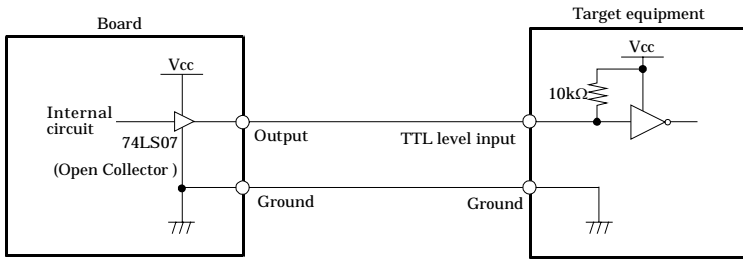 Board
Target equipment
Vcc
Vcc
10kΩ
Internal
circuit
74LS07
Output
TTL level input
(Open Collector )
Ground
Ground